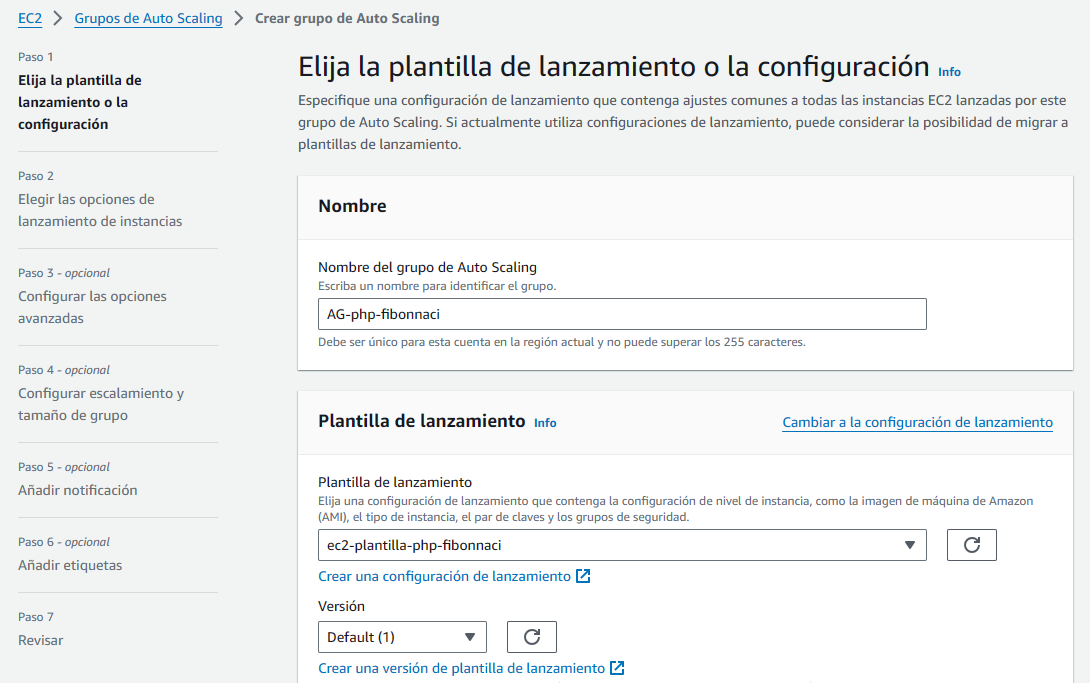 EC2 > Grupos de Auto Scaling > Crear grupo de Auto Scaling
Paso 1
Elija la plantilla de
lanzamiento o la
configuración
Paso 2
Elegir las opciones de
lanzamiento de instancias
Paso 3 - opcional
Configurar las opciones
avanzadas
Paso 4 - opcional
Configurar escalamiento y
tamaño de grupo
Paso 5 - opcional
Añadir notificación
Paso 6 - opcional
Añadir etiquetas
Paso 7
Revisar
Elija la plantilla de lanzamiento o la configuración Info
Especifique una configuración de lanzamiento que contenga ajustes comunes a todas las instancias EC2 lanzadas por este
grupo de Auto Scaling. Si actualmente utiliza configuraciones de lanzamiento, puede considerar la posibilidad de migrar a
plantillas de lanzamiento.
Nombre
Nombre del grupo de Auto Scaling
Escriba un nombre para identificar el grupo.
AG-php-fibonnaci
Debe ser único para esta cuenta en la región actual y no puede superar los 255 caracteres.
Plantilla de lanzamiento Info
Cambiar a la configuración de lanzamiento
Plantilla de lanzamiento
Elija una configuración de lanzamiento que contenga la configuración de nivel de instancia, como la imagen de máquina de Amazon
(AMI), el tipo de instancia, el par de claves y los grupos de seguridad.
ec2-plantilla-php-fibonnaci
Crear una configuración de lanzamiento
Versión
Default (1)
Crear una versión de plantilla de lanzamiento